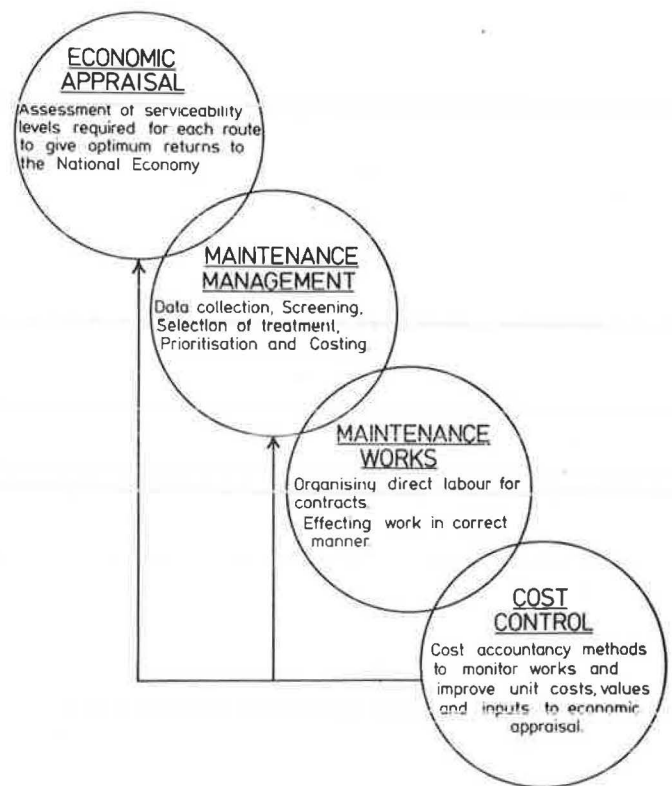 ECONOMIC
APPRAISAL
Assessment of serviceability
levels required for each route
to give optimum returns to
the National Economy
MAINTENANCE
MANAGEMENT
Data collection, Screening,
Selection of treatment,
Prioritisation and Costing.
MAINTENANCE
WORKS
Organising direct labour for
contracts.
Effecting work in correct
manner.
COST
CONTROL
Cost accountancy methods
to monitor works and
improve unit costs, values
and inputs to economic
appraisal.